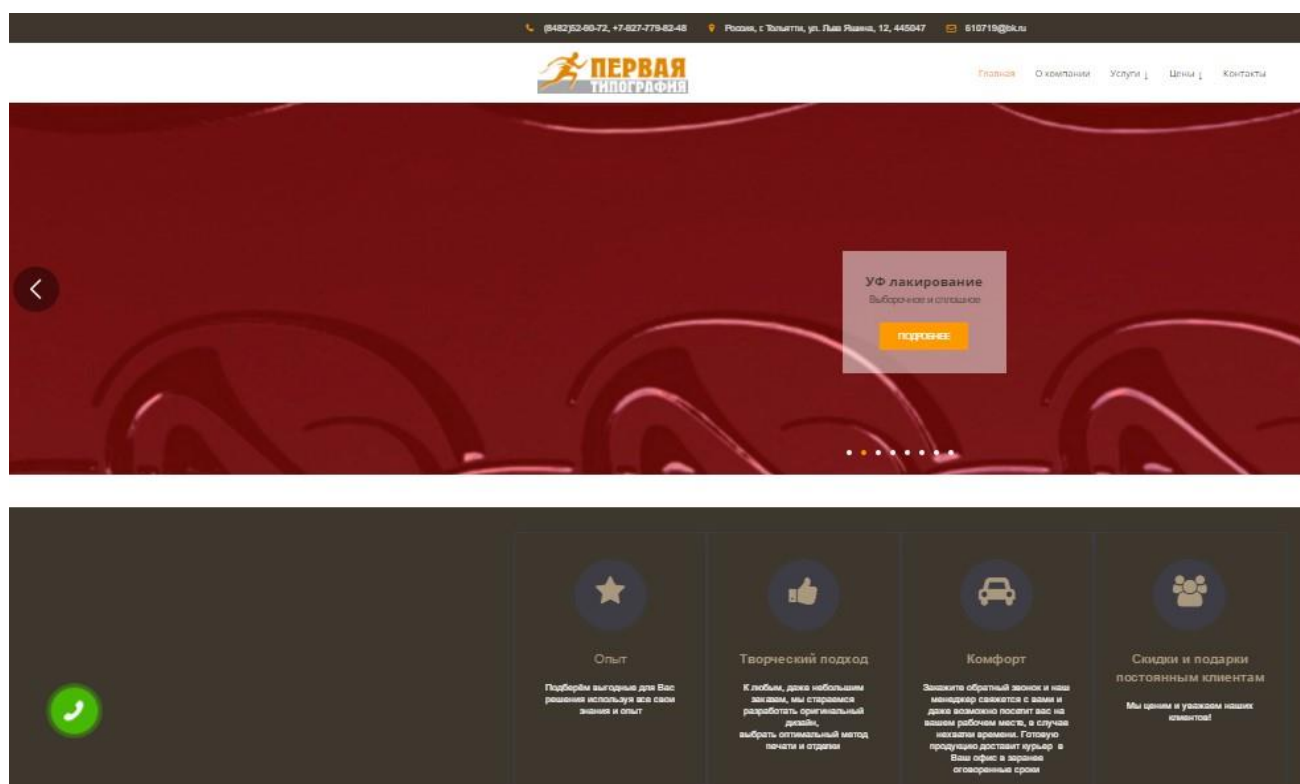 (8482)52-90-72, +7-827-779-82-48 Россия, г. Тольятти, ул. Льва Яшина, 12, 445047 610719@bk.ru
ПЕРВАЯ
ТИПОГРАФИЯ
Главная О компании Услуги ↓ Цены ↓ Контакты
УФ лакирование
Выборочное и сплошное
ПОДРОБНЕЕ
Опыт
Подберём выгодные для Вас
решения используя все свои
знания и опыт
Творческий подход
К любым, даже небольшим
заказам, мы стараемся
разработать оригинальный
дизайн,
выбрать оптимальный метод
печати и отделки
Комфорт
Закажите обратный звонок и наш
менеджер свяжется с вами и
даже возможно посетит вас на
вашем рабочем месте, в случае
нехватки времени. Готовую
продукцию доставит курьер в
Ваш офис в заранее
оговоренные сроки
Скидки и подарки
постоянным клиентам
Мы ценим и уважаем наших
клиентов!